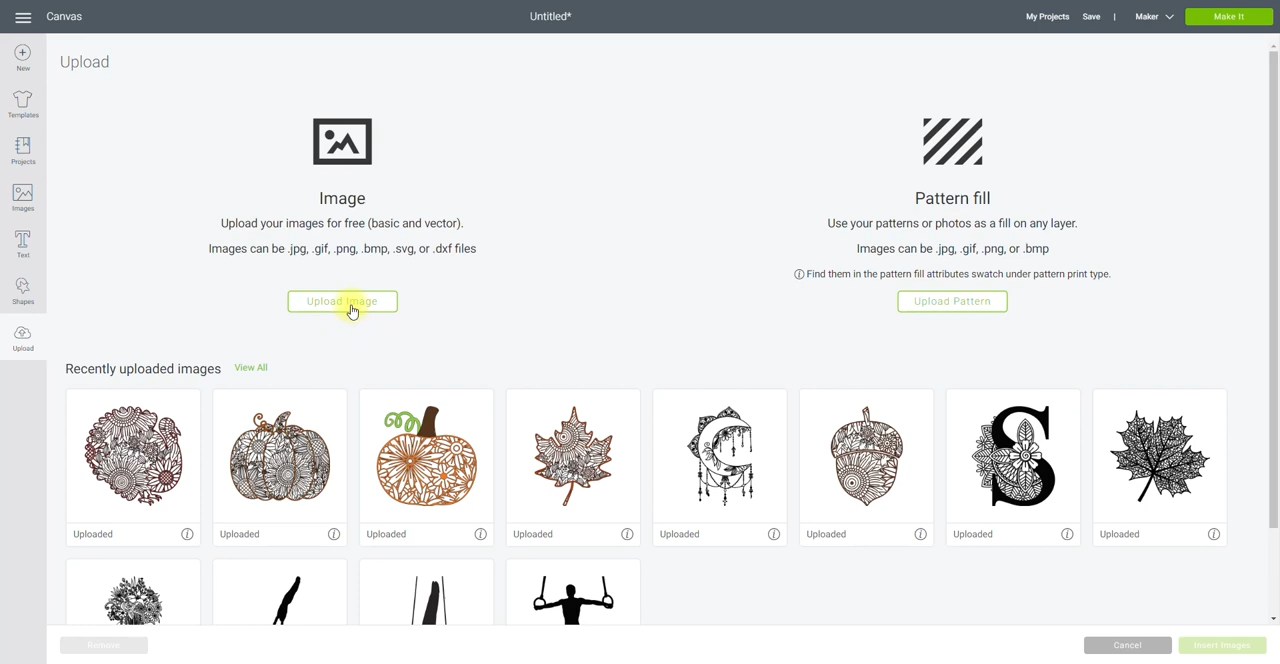 Canvas
Untitled*
My Projects
Save
|
Maker
Make It
New
Templates
Projects
Images
Text
Shapes
Upload
Upload
Image
Upload your images for free (basic and vector).
Images can be .jpg, .gif, .png, .bmp, .svg, or .dxf files
Upload Image
Pattern fill
Use your patterns or photos as a fill on any layer.
Images can be .jpg, .gif, .png, or .bmp
Find them in the pattern fill attributes swatch under pattern print type.
Upload Pattern
Recently uploaded images View All
Uploaded
Uploaded
Uploaded
Uploaded
Uploaded
Uploaded
Uploaded
Uploaded
Remove
Cancel
Insert Images